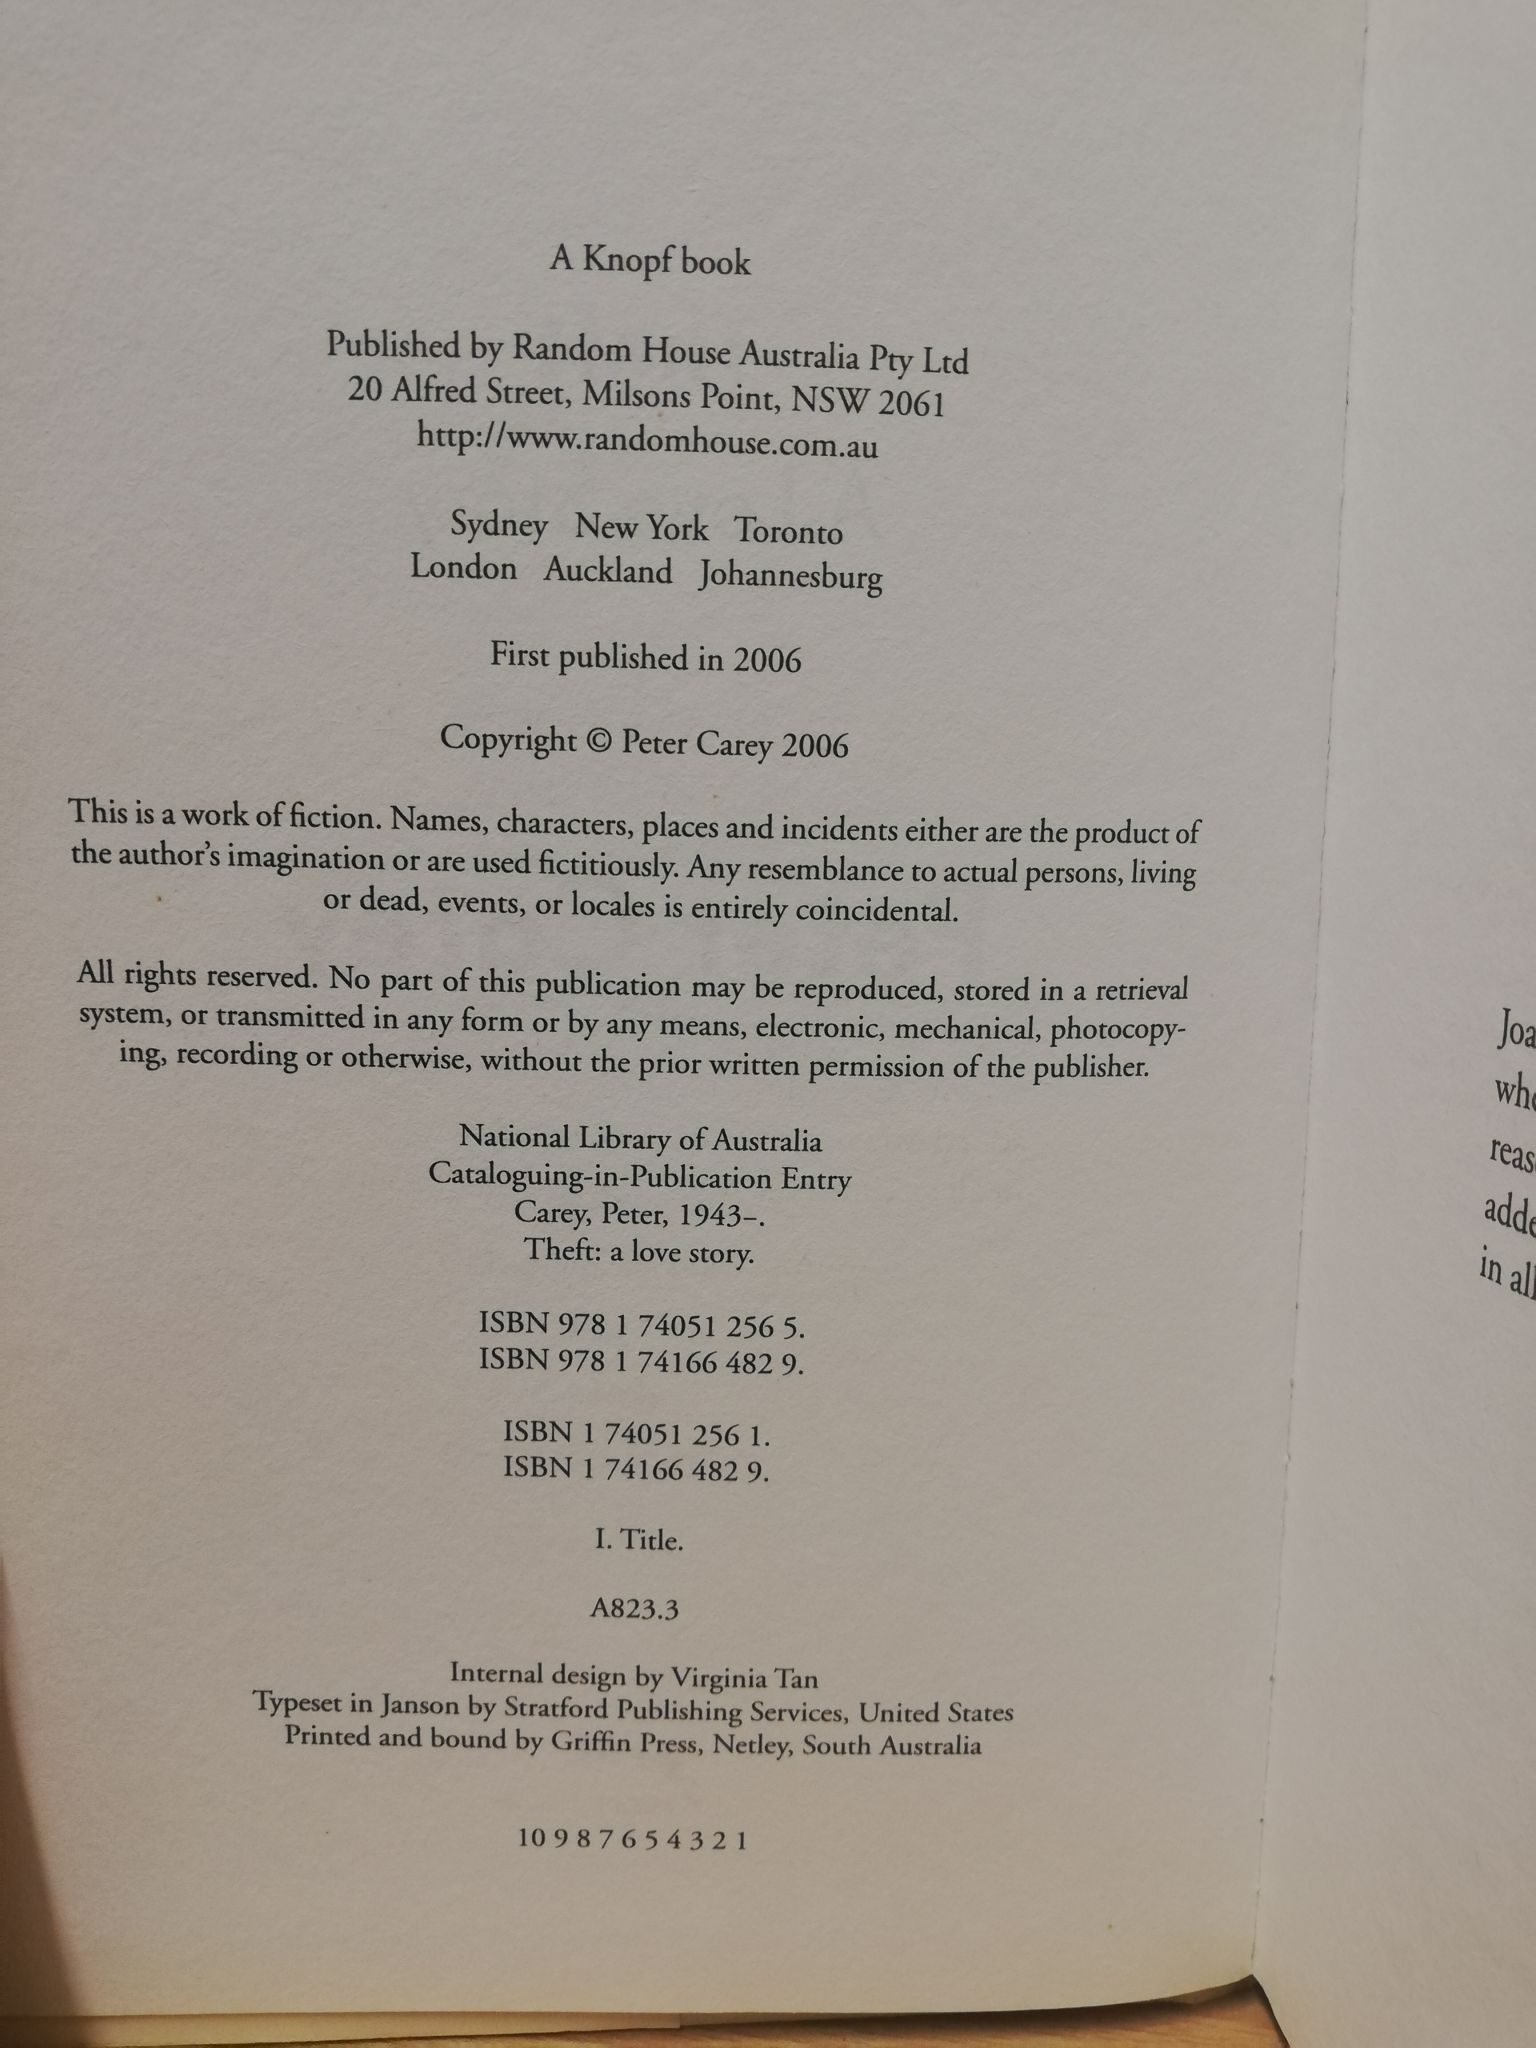 A Knopf book
Published by Random House Australia Pty Ltd
20 Alfred Street, Milsons Point, NSW 2061
http://www.randomhouse.com.au
Sydney New York Toronto
London Auckland Johannesburg
First published in 2006
Copyright © Peter Carey 2006
This is a work of fiction. Names, characters, places and incidents either are the product of
the author's imagination or are used fictitiously. Any resemblance to actual persons, living
or dead, events, or locales is entirely coincidental.
All rights reserved. No part of this publication may be reproduced, stored in a retrieval
system, or transmitted in any form or by any means, electronic, mechanical, photocopy-
ing, recording or otherwise, without the prior written permission of the publisher.
National Library of Australia
Cataloguing-in-Publication Entry
Carey, Peter, 1943–.
Theft: a love story.
ISBN 978 1 74051 256 5.
ISBN 978 1 74166 482 9.
ISBN 1 74051 256 1.
ISBN 1 74166 482 9.
I. Title.
A823.3
Internal design by Virginia Tan
Typeset in Janson by Stratford Publishing Services, United States
Printed and bound by Griffin Press, Netley, South Australia
10 9 8 7 6 5 4 3 2 1
in all